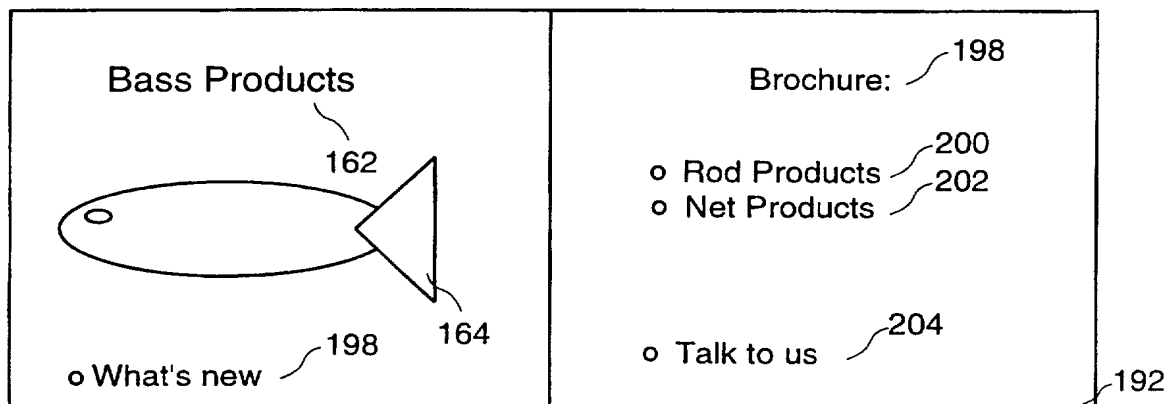 Bass Products
162
164
What's new
198
Brochure:
198
Rod Products
200
Net Products
202
Talk to us
204
192